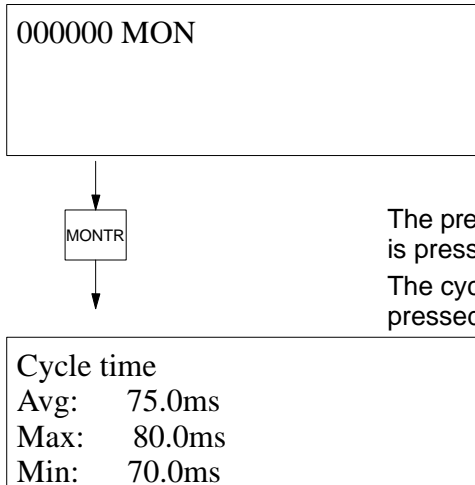 000000 MON
MONTR
The pre
is press
The cyc
pressed
Cycle time
Avg: 75.0ms
Max: 80.0ms
Min: 70.0ms